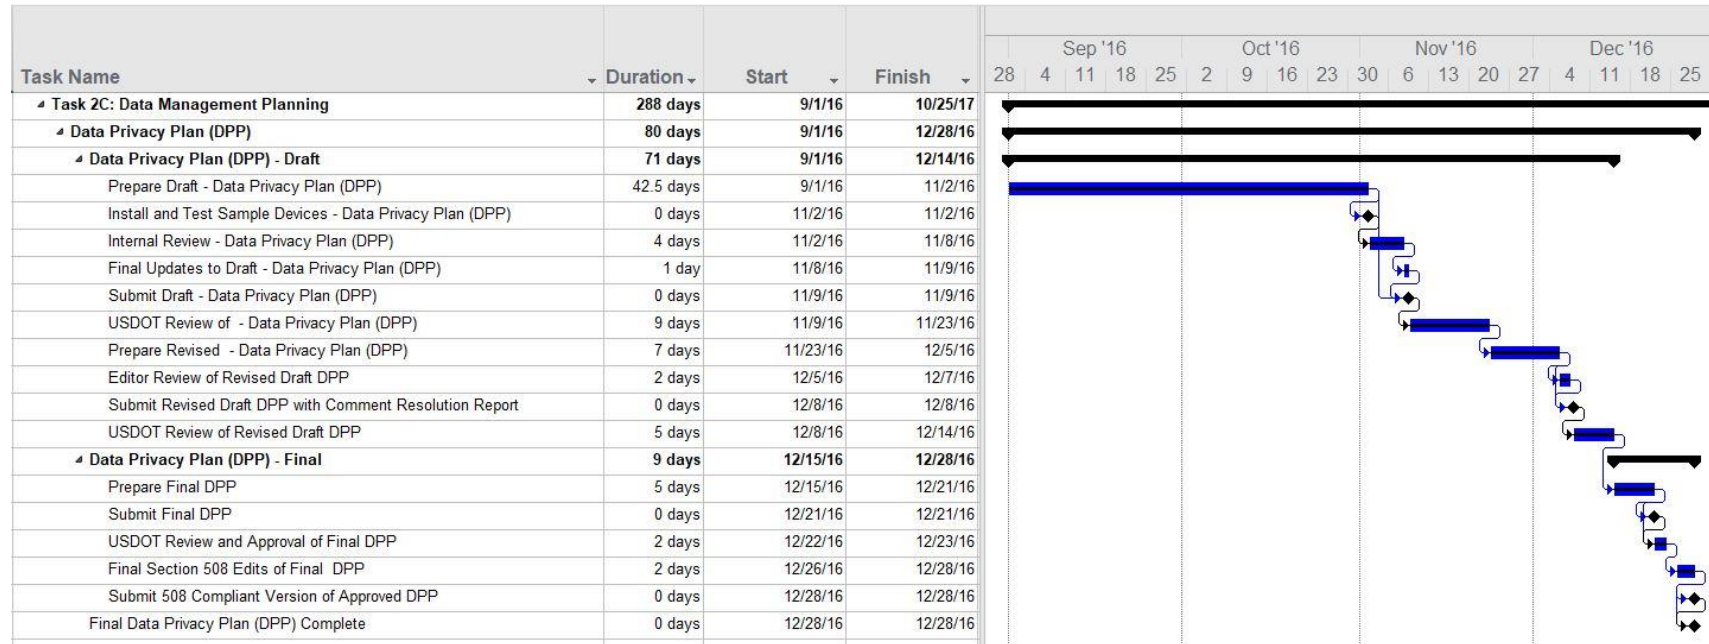 Sep '16 Oct '16 Nov '16 Dec '16
Task Name Duration Start Finish 28 4 11 18 25 2 9 16 23 30 6 13 20 27 4 11 18 25
Task 2C: Data Management Planning 288 days 9/1/16 10/25/17
Data Privacy Plan (DPP) 80 days 9/1/16 12/28/16
Data Privacy Plan (DPP) - Draft 71 days 9/1/16 12/14/16
Prepare Draft - Data Privacy Plan (DPP) 42.5 days 9/1/16 11/2/16
Install and Test Sample Devices - Data Privacy Plan (DPP) 0 days 11/2/16 11/2/16
Internal Review - Data Privacy Plan (DPP) 4 days 11/2/16 11/8/16
Final Updates to Draft - Data Privacy Plan (DPP) 1 day 11/8/16 11/9/16
Submit Draft - Data Privacy Plan (DPP) 0 days 11/9/16 11/9/16
USDOT Review of - Data Privacy Plan (DPP) 9 days 11/9/16 11/23/16
Prepare Revised - Data Privacy Plan (DPP) 7 days 11/23/16 12/5/16
Editor Review of Revised Draft DPP 2 days 12/5/16 12/7/16
Submit Revised Draft DPP with Comment Resolution Report 0 days 12/8/16 12/8/16
USDOT Review of Revised Draft DPP 5 days 12/8/16 12/14/16
Data Privacy Plan (DPP) - Final 9 days 12/15/16 12/28/16
Prepare Final DPP 5 days 12/15/16 12/21/16
Submit Final DPP 0 days 12/21/16 12/21/16
USDOT Review and Approval of Final DPP 2 days 12/22/16 12/23/16
Final Section 508 Edits of Final DPP 2 days 12/26/16 12/28/16
Submit 508 Compliant Version of Approved DPP 0 days 12/28/16 12/28/16
Final Data Privacy Plan (DPP) Complete 0 days 12/28/16 12/28/16